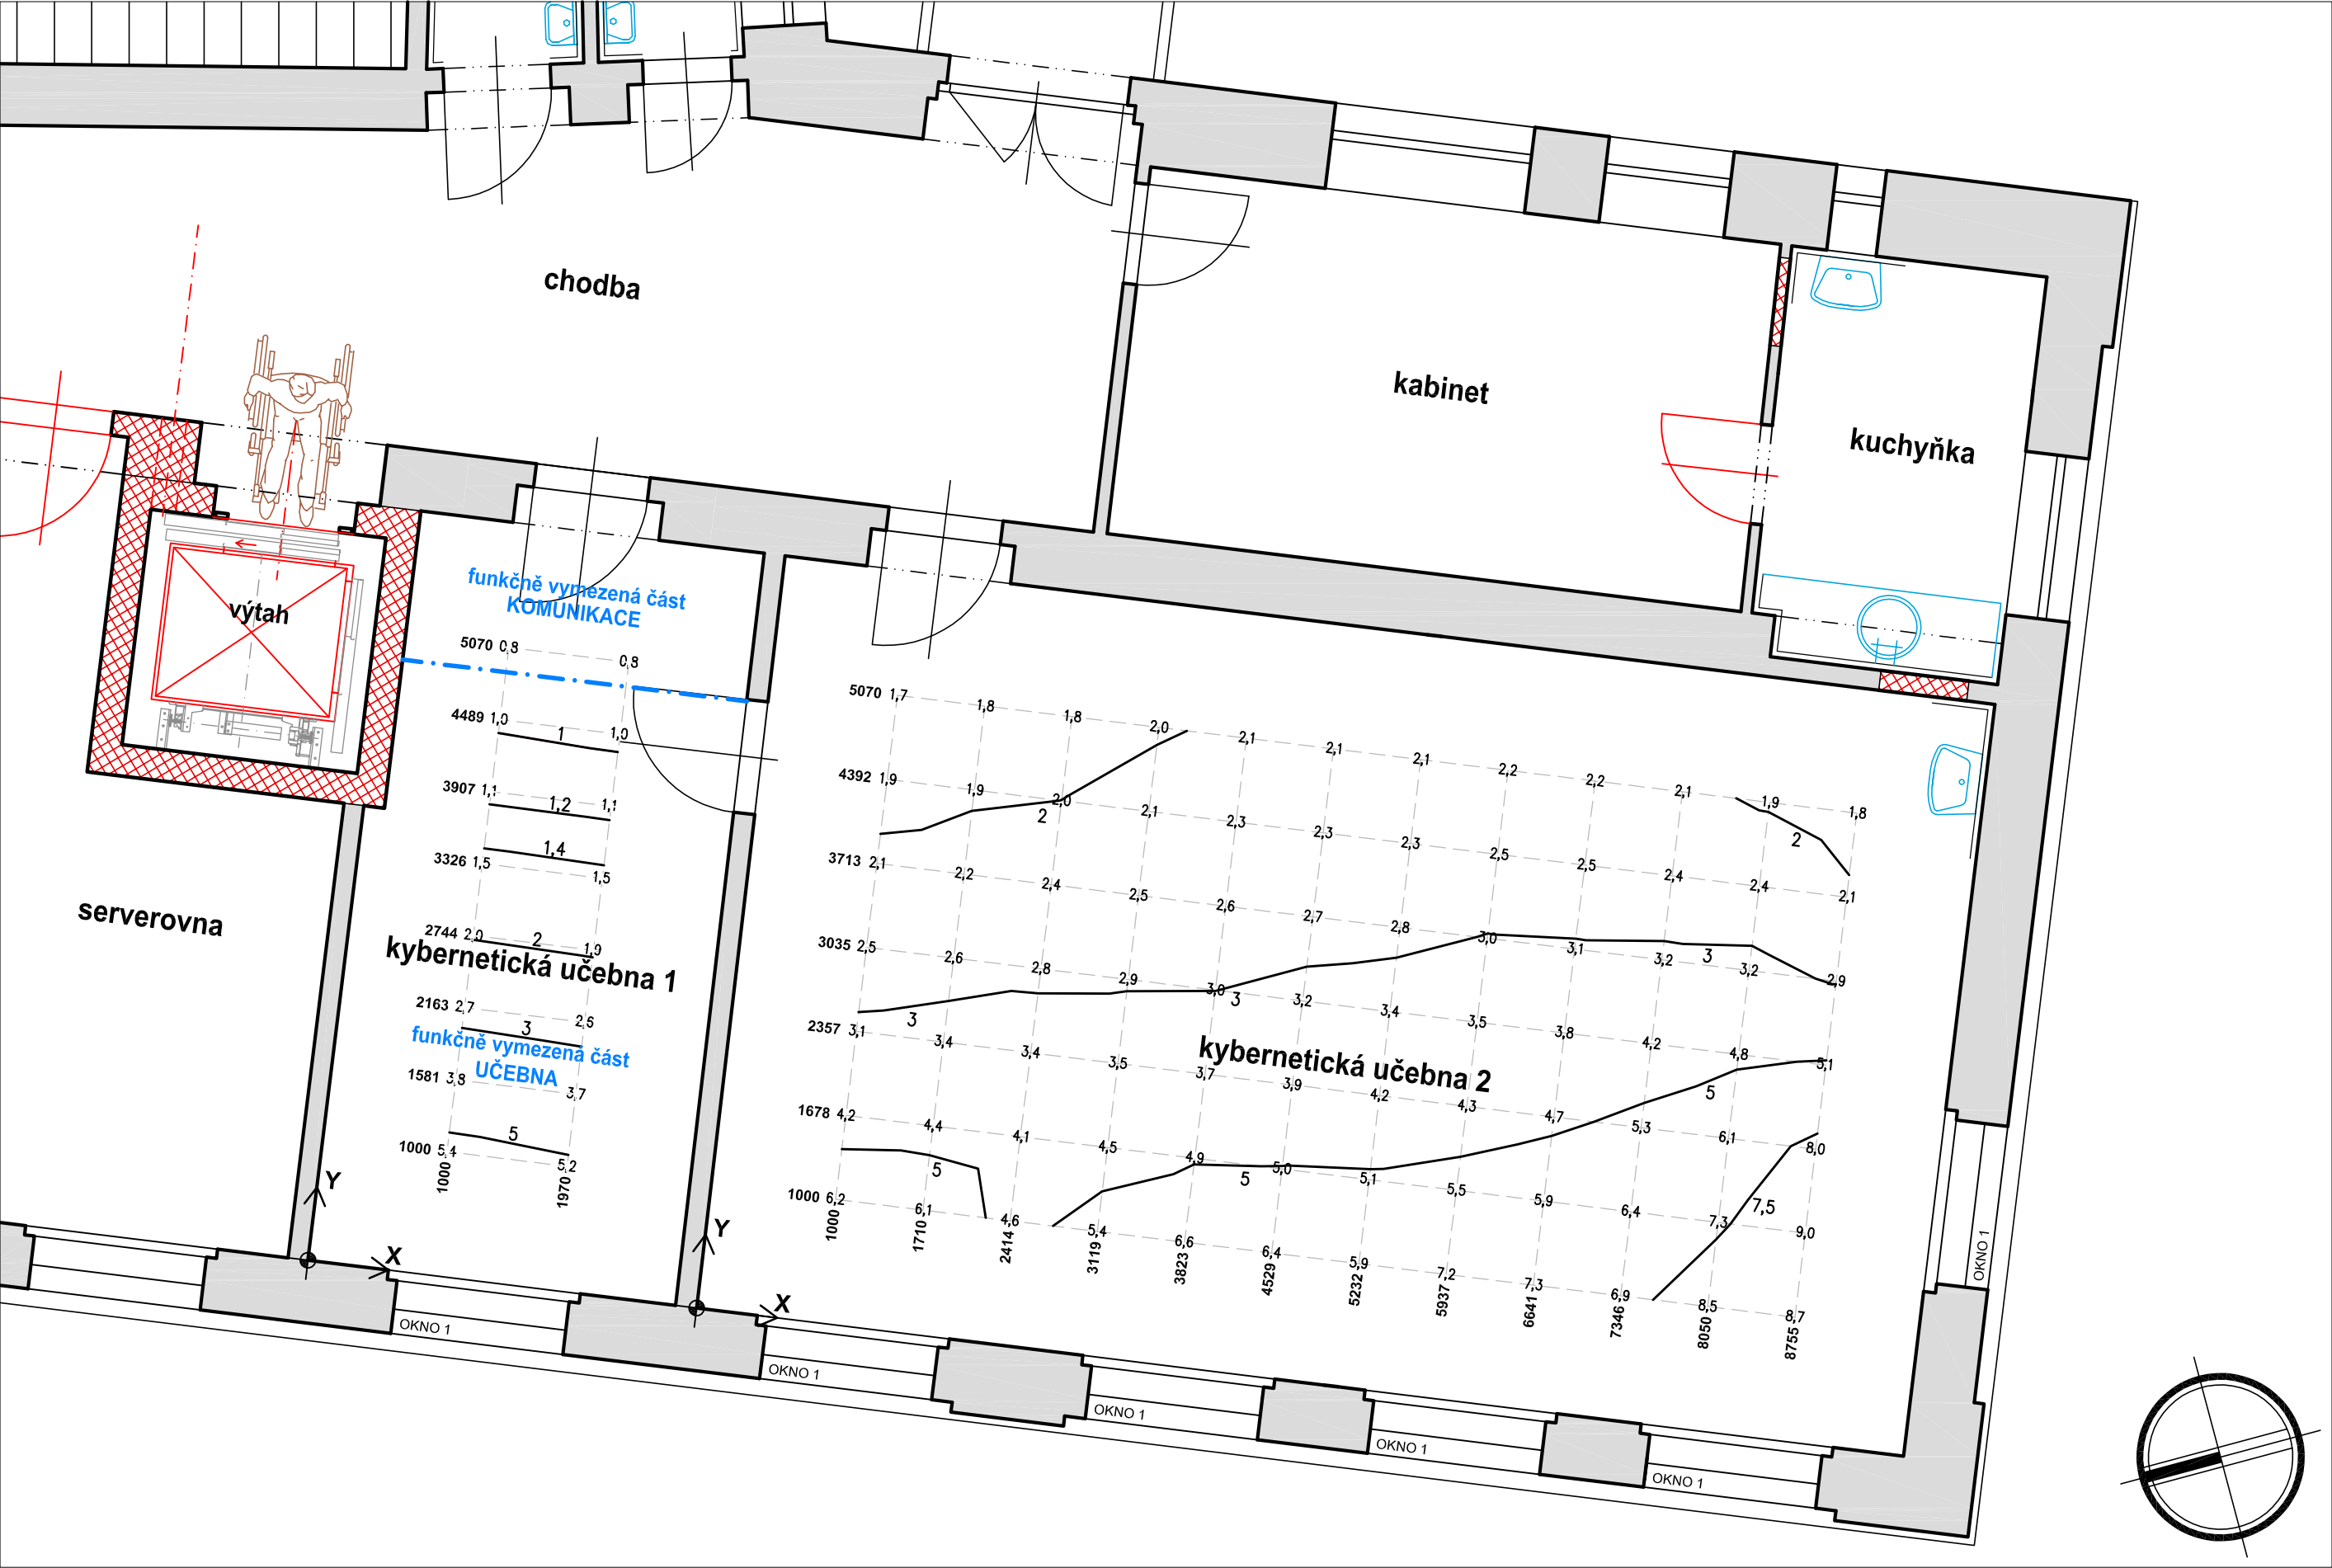 chodba
kabinet
kuchyňka
výtah
funkčně vymezená část
KOMUNIKACE
5070 0,8 0,8
4489 1,0 1,0
1
3907 1,1 1,1
1,2
1,4
3326 1,5 1,5
2744 2,0 1,9
2
kybernetická učebna 1
2163 2,7 2,5
3
funkčně vymezená část
UČEBNA
1581 3,8 3,7
5
1000 5,4 5,2
1000 1970
serverovna
Y
X
5070 1,7 1,8 1,8 2,0 2,1 2,1 2,1 2,2 2,2 2,1 1,9 1,8
4392 1,9 1,9 2,0 2,1 2,3 2,3 2,3 2,5 2,5 2,4 2,4 2,1
2 2
3713 2,1 2,2 2,4 2,5 2,6 2,7 2,8 3,0 3,1 3,2 3,2 2,9
3
3035 2,5 2,6 2,8 2,9 3,0 3,2 3,4 3,5 3,8 4,2 4,8 5,1
3 3
2357 3,1 3,4 3,4 3,5 3,7 3,9 4,2 4,3 4,7 5,3 6,1 8,0
kybernetická učebna 2
5
1678 4,2 4,4 4,1 4,5 4,9 5,0 5,1 5,5 5,9 6,4 7,3 9,0
5 5 7,5
1000 6,2 6,1 4,6 5,4 6,6 6,4 5,9 7,2 7,3 6,9 8,5 8,7
1000 1710 2414 3119 3823 4529 5232 5937 6641 7346 8050 8755
Y
X
OKNO 1
OKNO 1
OKNO 1
OKNO 1
OKNO 1
OKNO 1